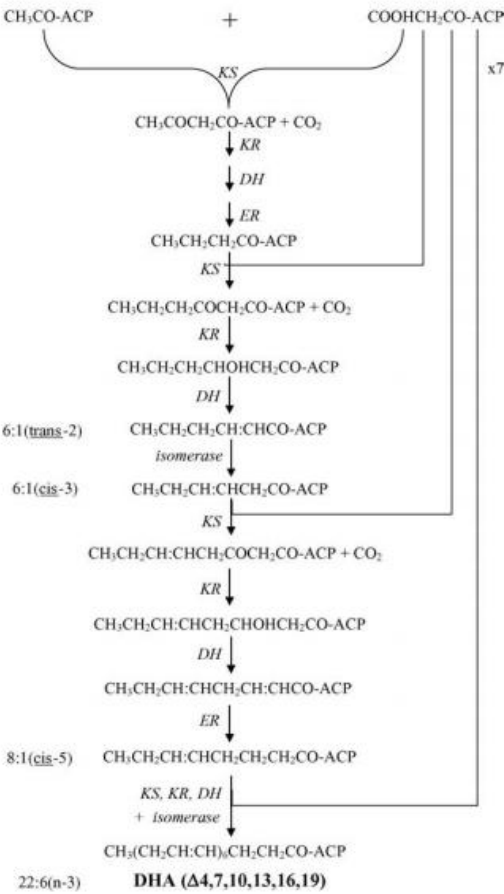 CH₃CO-ACP + COOHCH₂CO-ACP
x7
KS
CH₃COCH₂CO-ACP + CO₂
KR
DH
ER
CH₃CH₂CH₂CO-ACP
KS
CH₃CH₂CH₂COCH₂CO-ACP + CO₂
KR
CH₃CH₂CH₂CHOHCH₂CO-ACP
DH
6:1(trans-2) CH₃CH₂CH₂CH:CHCO-ACP
isomerase
6:1(cis-3) CH₃CH₂CH:CHCH₂CO-ACP
KS
CH₃CH₂CH:CHCH₂COCH₂CO-ACP + CO₂
KR
CH₃CH₂CH:CHCH₂CHOHCH₂CO-ACP
DH
CH₃CH₂CH:CHCH₂CH:CHCO-ACP
ER
8:1(cis-5) CH₃CH₂CH:CHCH₂CH₂CH₂CO-ACP
KS, KR, DH
+ isomerase
CH₃(CH₂CH:CH)₆CH₂CH₂CO-ACP
22:6(n-3) DHA (Δ4,7,10,13,16,19)